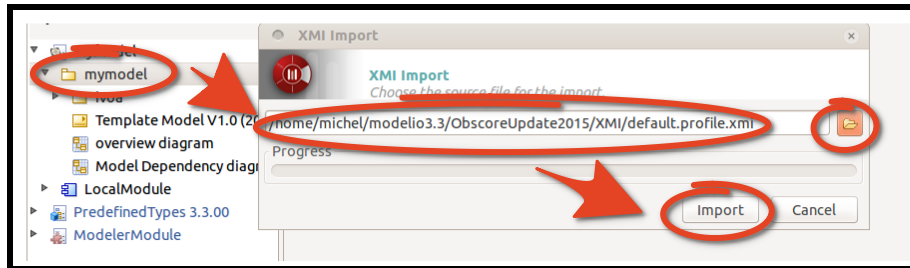 XMI Import
mymodel
XMI Import
Choose the source file for the import.
ivoa
Template Model V1.0 (20
/home/michel/modelio3.3/ObscoreUpdate2015/XMI/default.profile.xmi
overview diagram
Progress
Model Dependency diagr
LocalModule
PredefinedTypes 3.3.00
Import
Cancel
ModelerModule